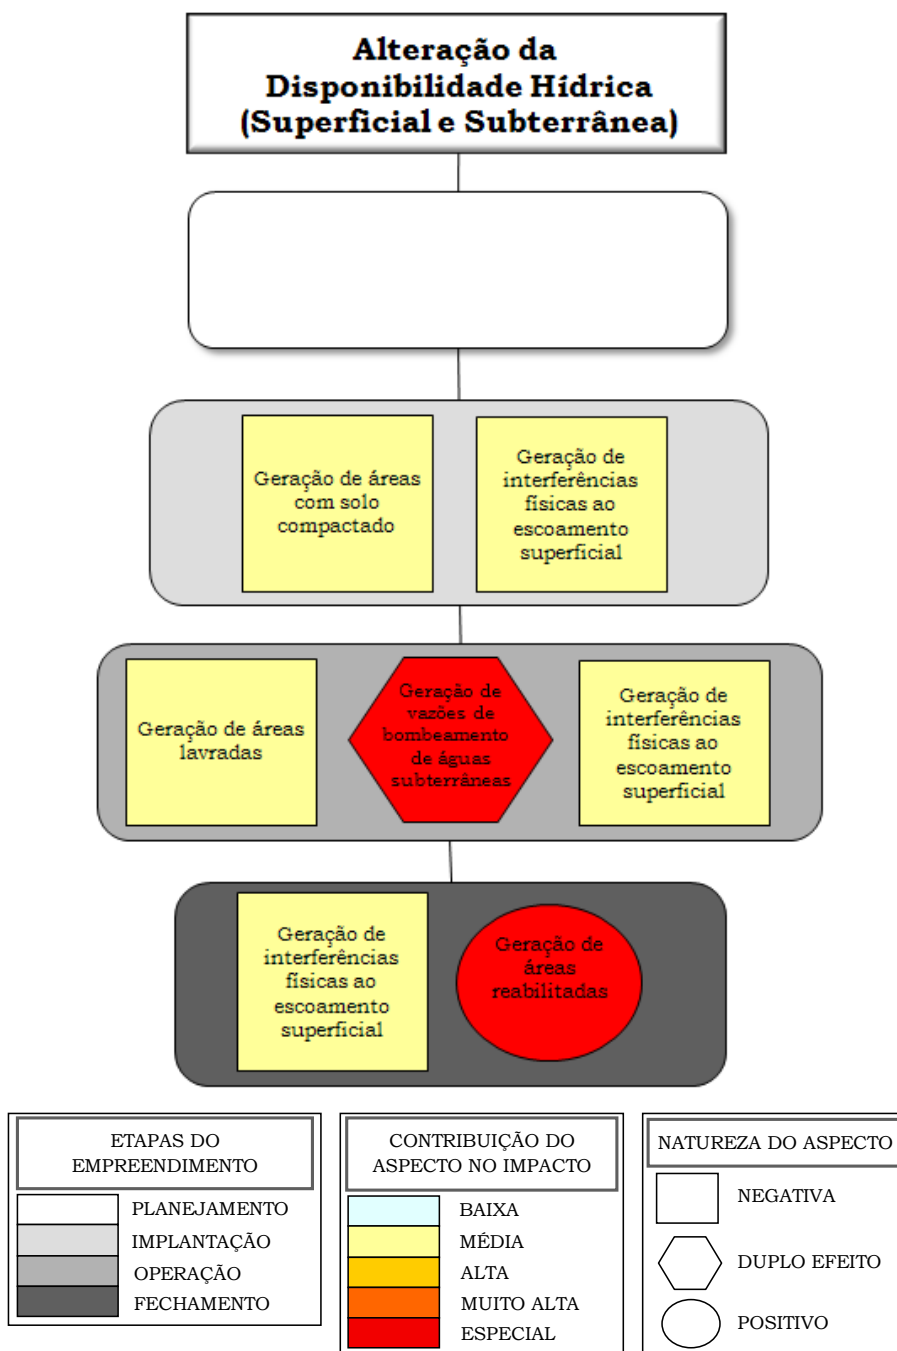 Alteração da
Disponibilidade Hídrica
(Superficial e Subterrânea)
Geração de áreas
com solo
compactado
Geração de
interferências
físicas ao
escoamento
superficial
Geração de áreas
lavradas
Geração de
vazões de
bombeamento
de águas
subterrâneas
Geração de
interferências
físicas ao
escoamento
superficial
Geração de
interferências
físicas ao
escoamento
superficial
Geração de
áreas
reabilitadas
ETAPAS DO
EMPREENDIMENTO
PLANEJAMENTO
IMPLANTAÇÃO
OPERAÇÃO
FECHAMENTO
CONTRIBUIÇÃO DO
ASPECTO NO IMPACTO
BAIXA
MÉDIA
ALTA
MUITO ALTA
ESPECIAL
NATUREZA DO ASPECTO
NEGATIVA
DUPLO EFEITO
POSITIVO